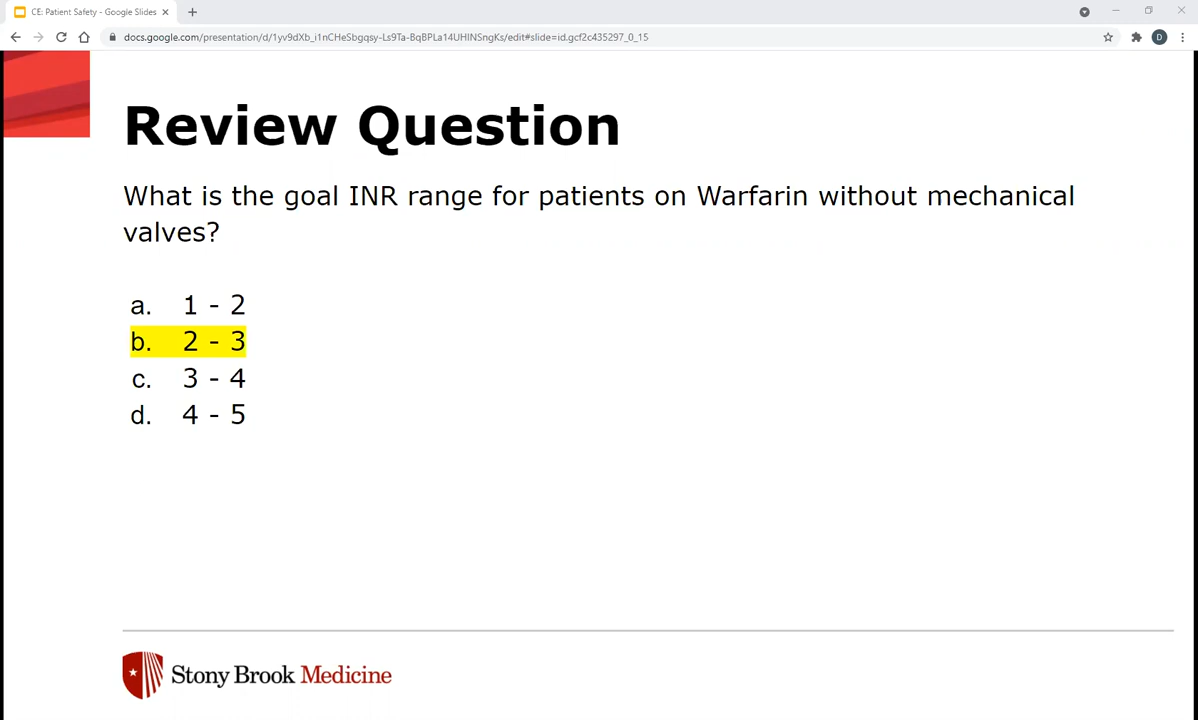 CE: Patient Safety - Google Slides
docs.google.com/presentation/d/1yv9dXb_i1nCHeSbgqsy-Ls9Ta-BqBPLa14UHINSngKs/edit#slide=id.gcf2c435297_0_15
D
Review Question
What is the goal INR range for patients on Warfarin without mechanical
valves?
a. 1 - 2
b. 2 - 3
c. 3 - 4
d. 4 - 5
Stony Brook Medicine